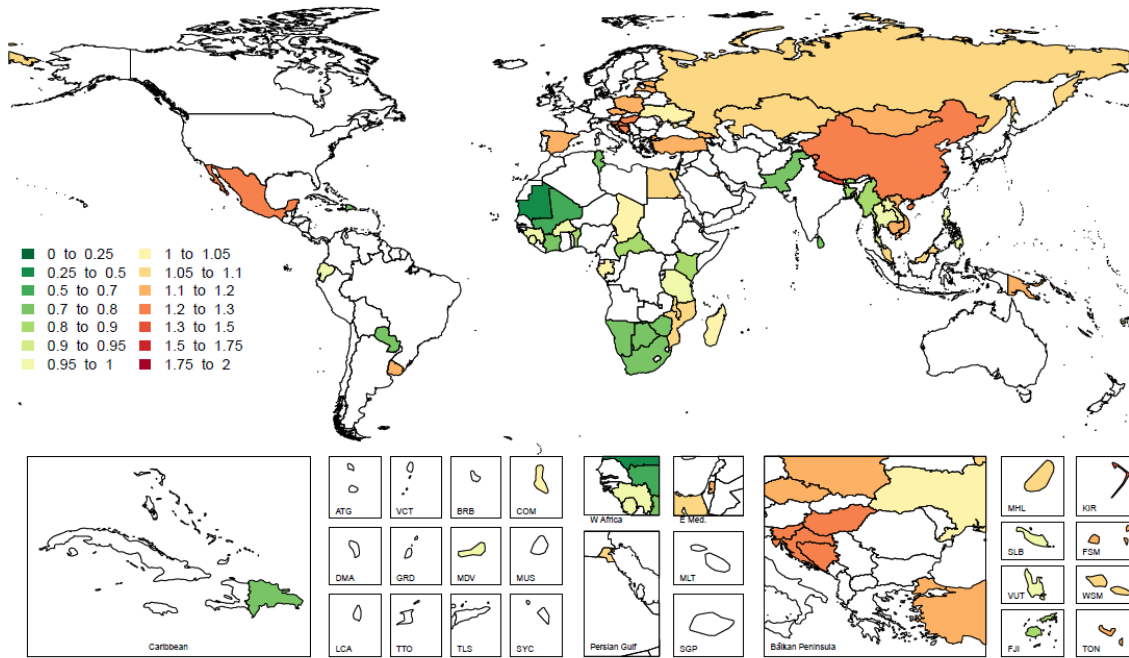 0 to 0.25
0.25 to 0.5
0.5 to 0.7
0.7 to 0.8
0.8 to 0.9
0.9 to 0.95
0.95 to 1
1 to 1.05
1.05 to 1.1
1.1 to 1.2
1.2 to 1.3
1.3 to 1.5
1.5 to 1.75
1.75 to 2
Caribbean
ATG
VCT
BRB
COM
DMA
GRD
MDV
MUS
LCA
TTO
TLS
SYC
W Africa
E Med.
Persian Gulf
MLT
SGP
Balkan Peninsula
MHL
KIR
SLB
FSM
VUT
WSM
FJI
TON